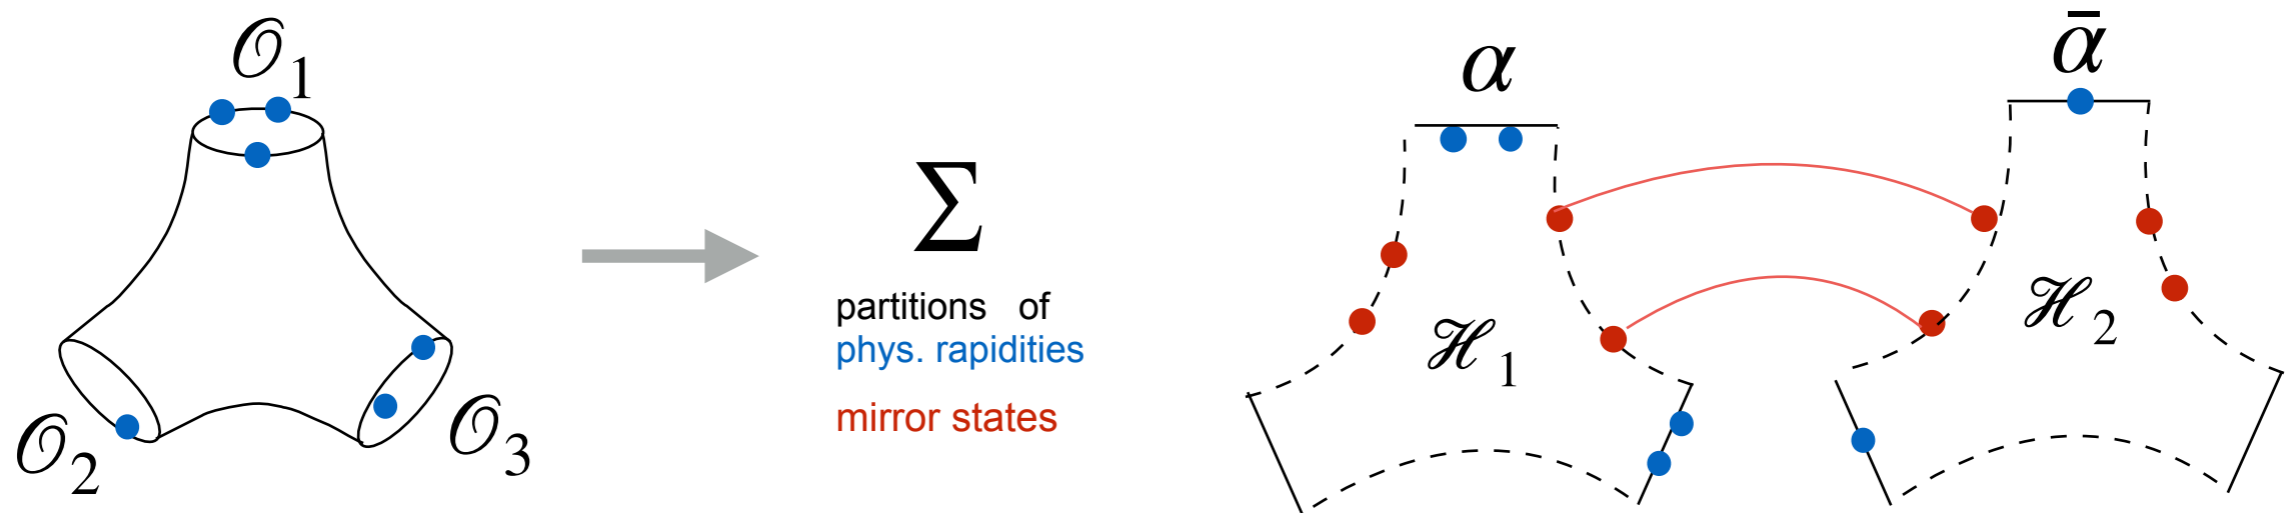 𝒪1
𝒪2
𝒪3
Σ
partitions of
phys. rapidities
mirror states
α
ℋ1
ᾱ
ℋ2